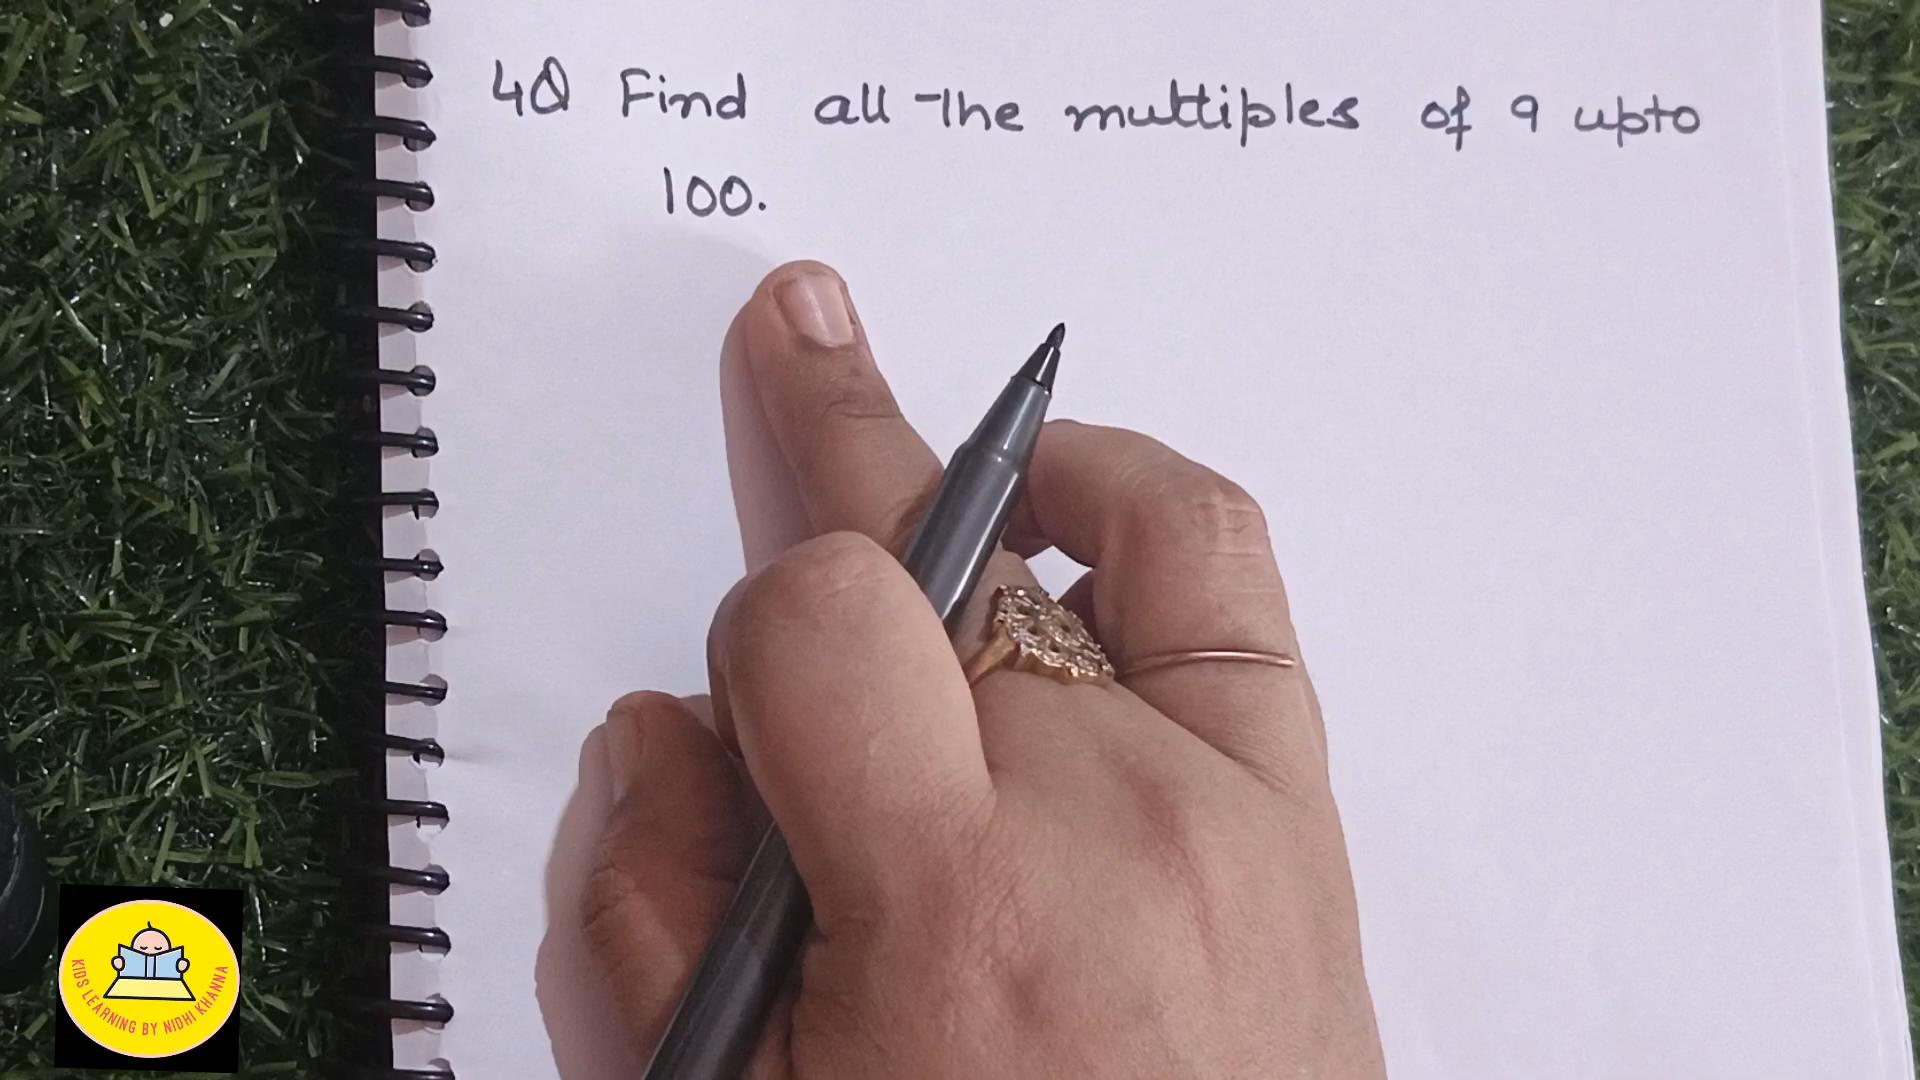 4Q Find all the multiples of 9 upto
100.
KIDS LEARNING BY NIDHI KHANNA